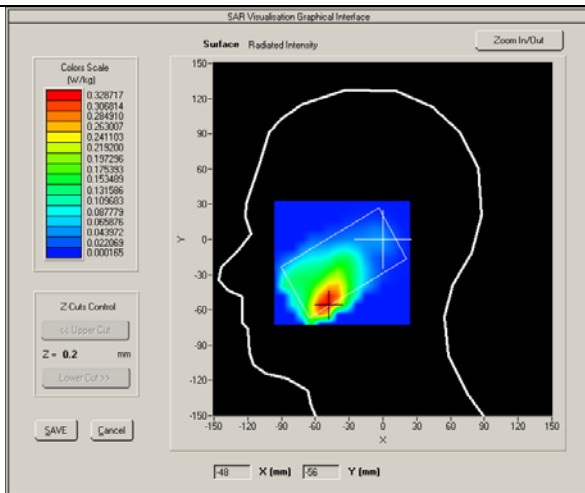 SAR Visualisation Graphical Interface
Surface Radiated Intensity
Zoom In/Out
Colors Scale
(W/kg)
0.328717
0.306814
0.284910
0.263007
0.241103
0.219200
0.197296
0.175393
0.153489
0.131586
0.109683
0.087779
0.065876
0.043972
0.022069
0.000165
Z-Cuts Control
<< Upper Cut
Z = 0.2 mm
Lower Cut >>
SAVE Cancel
150-
120-
90-
60-
30-
0-
-30-
-60-
-90-
-120-
-150-
Y
-150 -120 -90 -60 -30 0 30 60 90 120 150
X
-48 X (mm) -56 Y (mm)